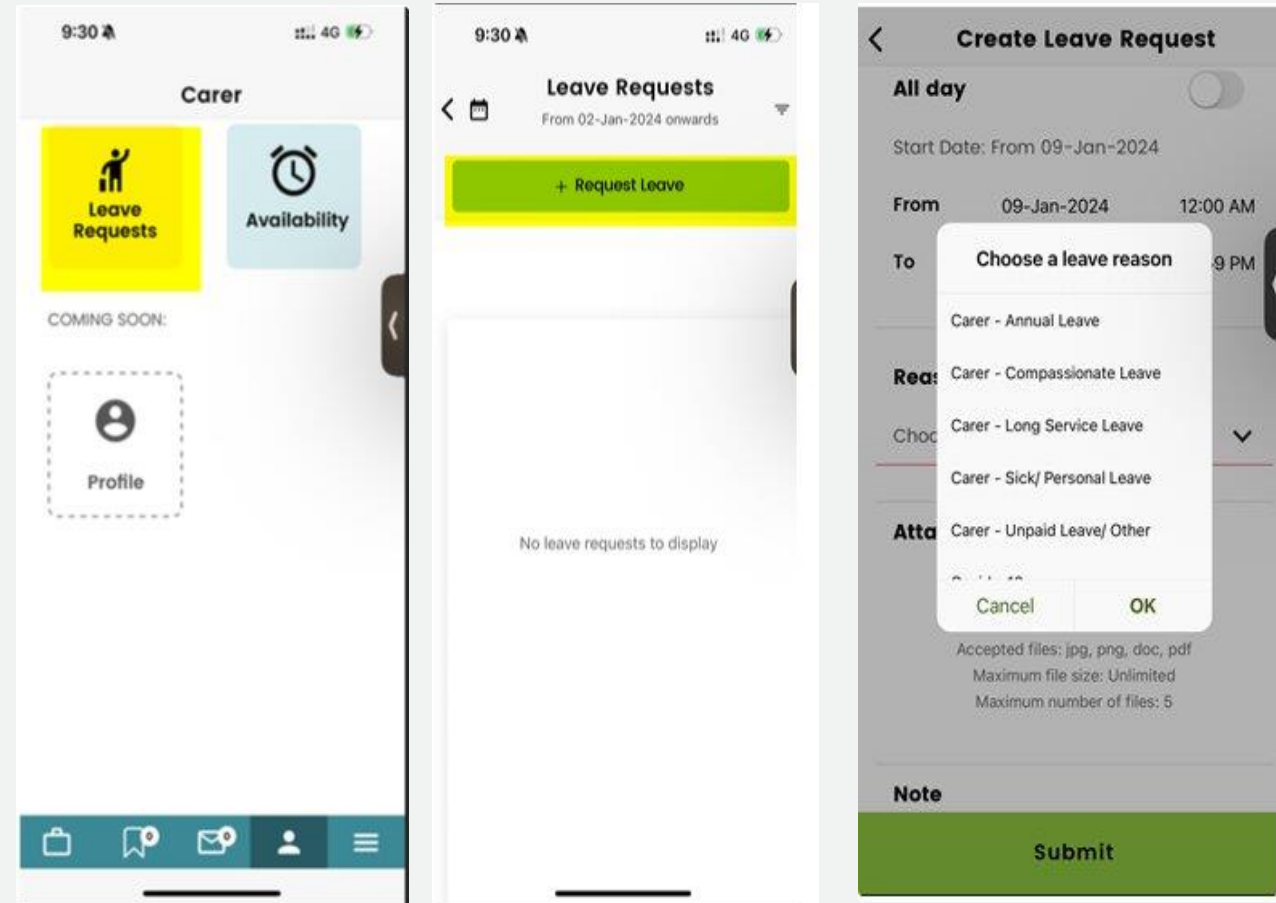 9:30
4G
Carer
Leave
Requests
Availability
COMING SOON:
Profile
0
0
9:30
4G
Leave Requests
From 02-Jan-2024 onwards
+ Request Leave
No leave requests to display
Create Leave Request
All day
Start Date: From 09-Jan-2024
From 09-Jan-2024 12:00 AM
To 9 PM
Choose a leave reason
Carer - Annual Leave
Reas
Carer - Compassionate Leave
Choo
Carer - Long Service Leave
Carer - Sick/ Personal Leave
Atta
Carer - Unpaid Leave/ Other
Cancel OK
Accepted files: jpg, png, doc, pdf
Maximum file size: Unlimited
Maximum number of files: 5
Note
Submit